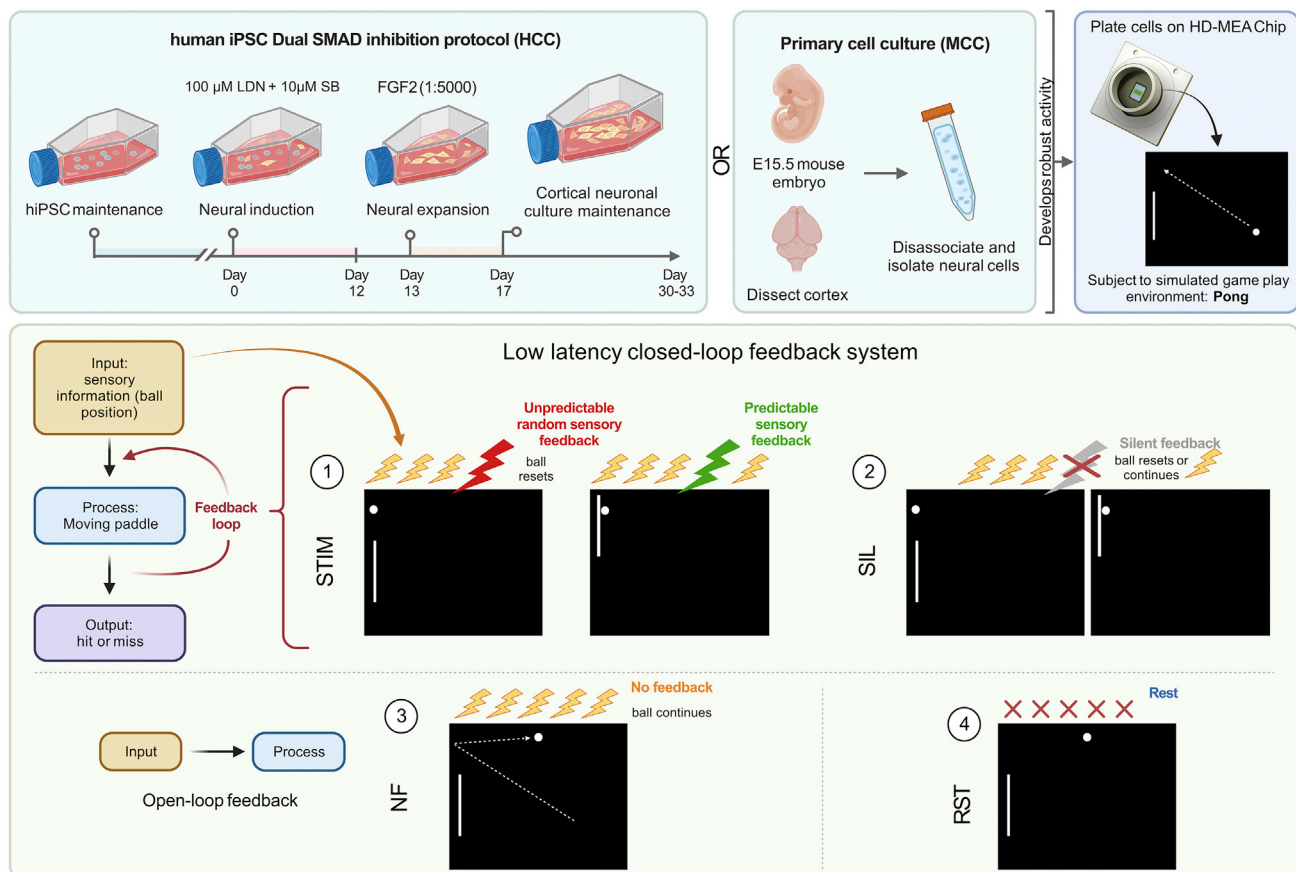 human iPSC Dual SMAD inhibition protocol (HCC)
100 µM LDN + 10µM SB
FGF2 (1:5000)
hiPSC maintenance
Neural induction
Neural expansion
Cortical neuronal
culture maintenance
Day
0
Day
12
Day
13
Day
17
Day
30-33
OR
Primary cell culture (MCC)
E15.5 mouse
embryo
Dissect cortex
Disassociate and
isolate neural cells
Develops robust activity
Plate cells on HD-MEA Chip
Subject to simulated game play
environment: Pong
Low latency closed-loop feedback system
Input:
sensory
information (ball
position)
Process:
Moving paddle
Output:
hit or miss
Feedback
loop
1
STIM
Unpredictable
random sensory
feedback
ball
resets
Predictable
sensory
feedback
2
SIL
Silent feedback
ball resets or
continues
Input
Process
Open-loop feedback
3
NF
No feedback
ball continues
4
RST
Rest